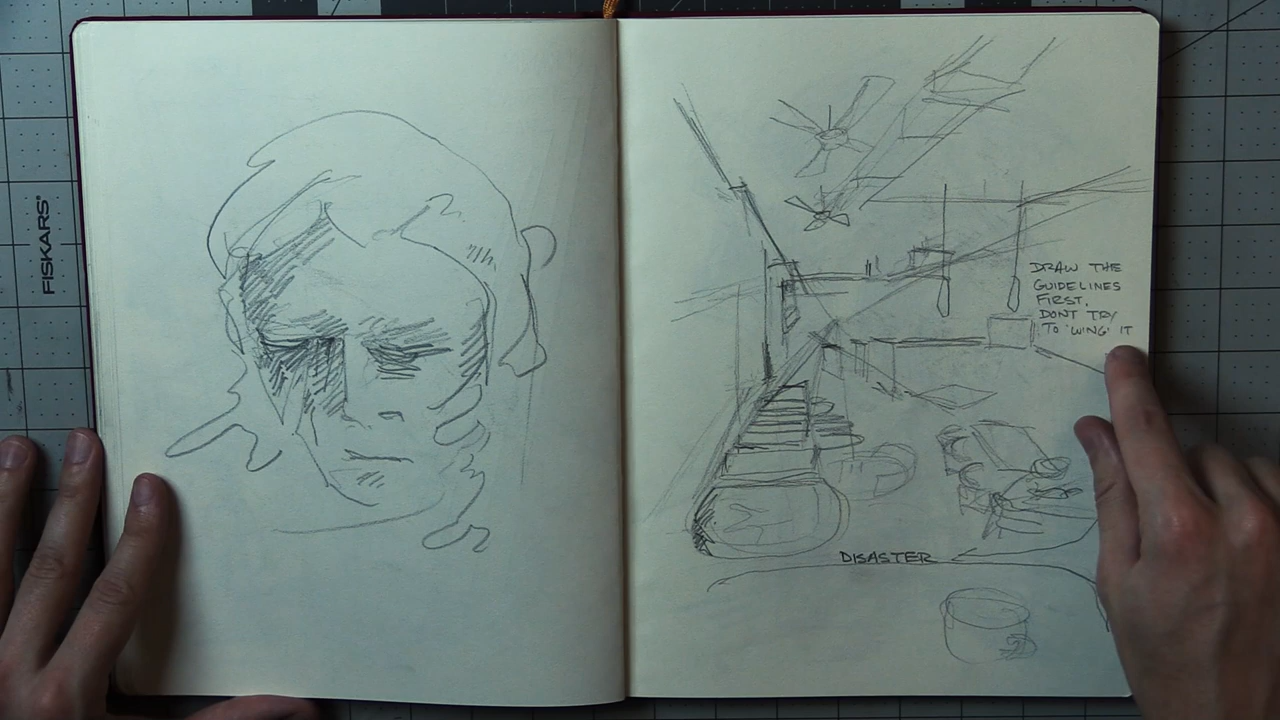 FISKARS®
DRAW THE
GUIDELINES
FIRST,
DONT TRY
TO 'WING' IT
DISASTER